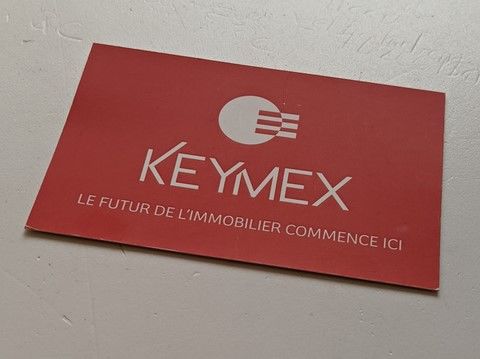 KEYMEX
LE FUTUR DE L'IMMOBILIER COMMENCE ICI